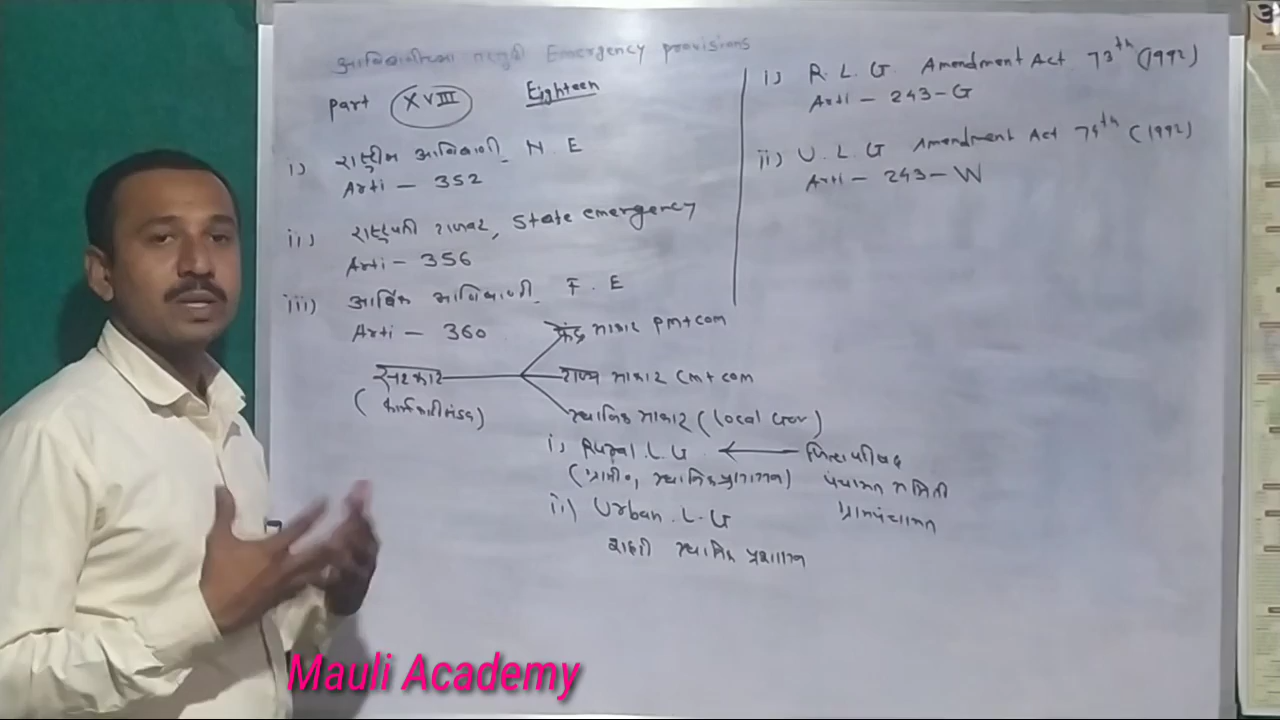 आणिबाणीच्या तरतुदी Emergency provisions
Part XVIII Eighteen
i) राष्ट्रीय आणिबाणी N. E
Arti - 352
ii) राष्ट्रपती राजवट, State emergency
Arti - 356
iii) आर्थिक आणिबाणी F. E
Arti - 360
सरकार
(कार्यकारीमंडळ)
केंद्र सरकार PM+COM
राज्य सरकार CM+COM
स्थानिक सरकार (local Gov)
i) Rural. L. G
(ग्रामीण स्थानिक प्रशासन)
जिल्हा परिषद
पंचायत समिती
ग्रामपंचायत
ii) Urban. L. G
शहरी स्थानिक प्रशासन
i) R. L. G. Amendment Act 73th (1992)
Arti - 243-G
ii) U. L. G Amendment Act 74th (1992)
Arti - 243-W
Mauli Academy